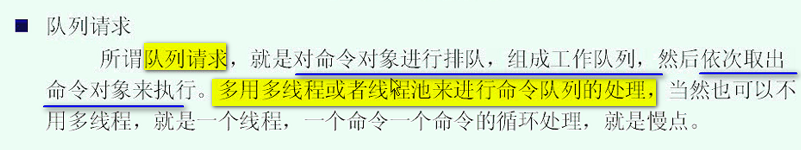 队列请求
所谓队列请求，就是对命令对象进行排队，组成工作队列，然后依次取出
命令对象来执行。多用多线程或者线程池来进行命令队列的处理，当然也可以不
用多线程，就是一个线程，一个命令一个命令的循环处理，就是慢点。